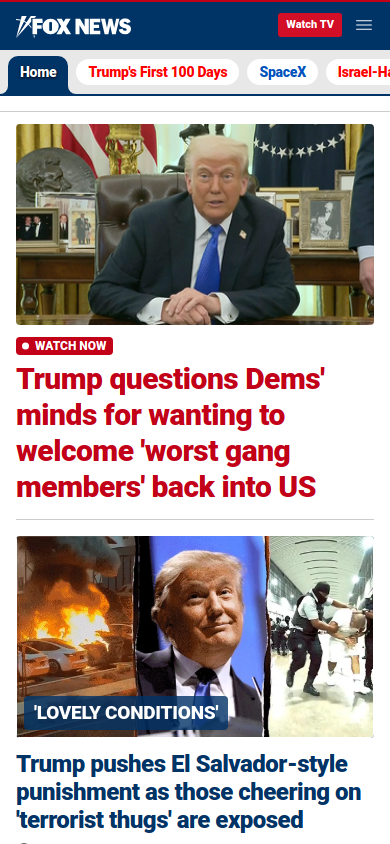 FOX NEWS
Watch TV
Home
Trump's First 100 Days
SpaceX
Israel-Ha
WATCH NOW
Trump questions Dems'
minds for wanting to
welcome 'worst gang
members' back into US
'LOVELY CONDITIONS'
Trump pushes El Salvador-style
punishment as those cheering on
'terrorist thugs' are exposed